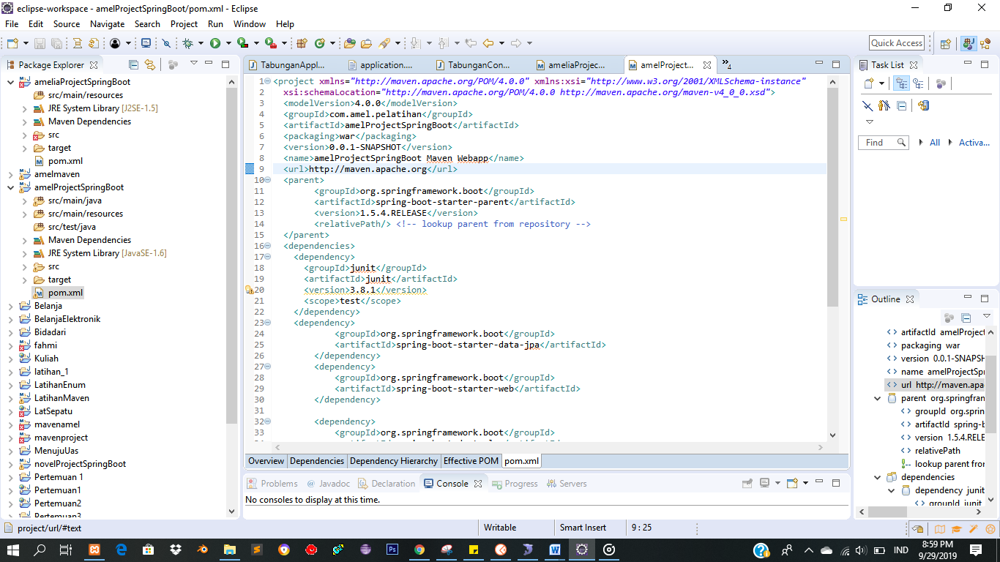 eclipse-workspace - amelProjectSpringBoot/pom.xml - Eclipse
File Edit Source Navigate Search Project Run Window Help
Quick Access
Package Explorer
ameliaProjectSpringBoot
src/main/resources
JRE System Library [J2SE-1.5]
Maven Dependencies
src
target
pom.xml
amelmaven
amelProjectSpringBoot
src/main/java
src/main/resources
src/test/java
Maven Dependencies
JRE System Library [JavaSE-1.6]
src
target
pom.xml
Belanja
BelanjaElektronik
Bidadari
fahmi
Kuliah
latihan_1
LatihanEnum
LatihanMaven
LatSepatu
mavenamel
mavenproject
MenujuUas
novelProjectSpringBoot
Pertemuan 1
Pertemuan1
Pertemuan2
Pertemuan3
TabunganAppl... application.... TabunganCon... ameliaProjec... amelProject... »4
1 <project xmlns="http://maven.apache.org/POM/4.0.0" xmlns:xsi="http://www.w3.org/2001/XMLSchema-instance"
2 xsi:schemaLocation="http://maven.apache.org/POM/4.0.0 http://maven.apache.org/maven-v4_0_0.xsd">
3 <modelVersion>4.0.0</modelVersion>
4 <groupId>com.amel.pelatihan</groupId>
5 <artifactId>amelProjectSpringBoot</artifactId>
6 <packaging>war</packaging>
7 <version>0.0.1-SNAPSHOT</version>
8 <name>amelProjectSpringBoot Maven Webapp</name>
9 <url>http://maven.apache.org</url>
10 <parent>
11 <groupId>org.springframework.boot</groupId>
12 <artifactId>spring-boot-starter-parent</artifactId>
13 <version>1.5.4.RELEASE</version>
14 <relativePath/> <!-- lookup parent from repository -->
15 </parent>
16 <dependencies>
17 <dependency>
18 <groupId>junit</groupId>
19 <artifactId>junit</artifactId>
20 <version>3.8.1</version>
21 <scope>test</scope>
22 </dependency>
23 <dependency>
24 <groupId>org.springframework.boot</groupId>
25 <artifactId>spring-boot-starter-data-jpa</artifactId>
26 </dependency>
27 <dependency>
28 <groupId>org.springframework.boot</groupId>
29 <artifactId>spring-boot-starter-web</artifactId>
30 </dependency>
31
32 <dependency>
33 <groupId>org.springframework.boot</groupId>
Overview Dependencies Dependency Hierarchy Effective POM pom.xml
Problems Javadoc Declaration Console Progress Servers
No consoles to display at this time.
Task List
Find All Activa...
Outline
artifactId amelProject
packaging war
version 0.0.1-SNAPSH
name amelProjectSpr
url http://maven.apa
parent org.springfran
groupId org.sprin
artifactId spring-b
version 1.5.4.RELE
relativePath
lookup parent fror
dependencies
dependency junit
groupId junit
project/url/#text Writable Smart Insert 9 : 25
Ps W IND
8:59 PM
9/29/2019